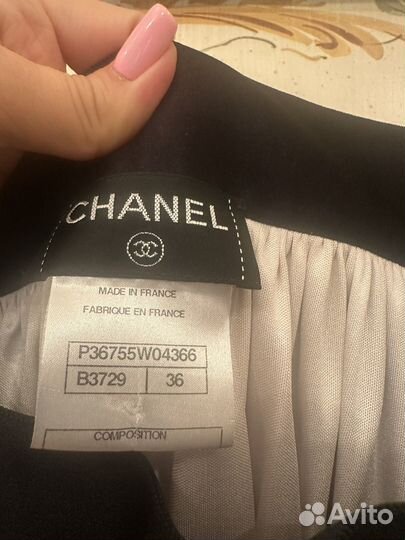 CHANEL
MADE IN FRANCE
FABRIQUE EN FRANCE
P36755W04366
B3729 36
COMPOSITION
Avito